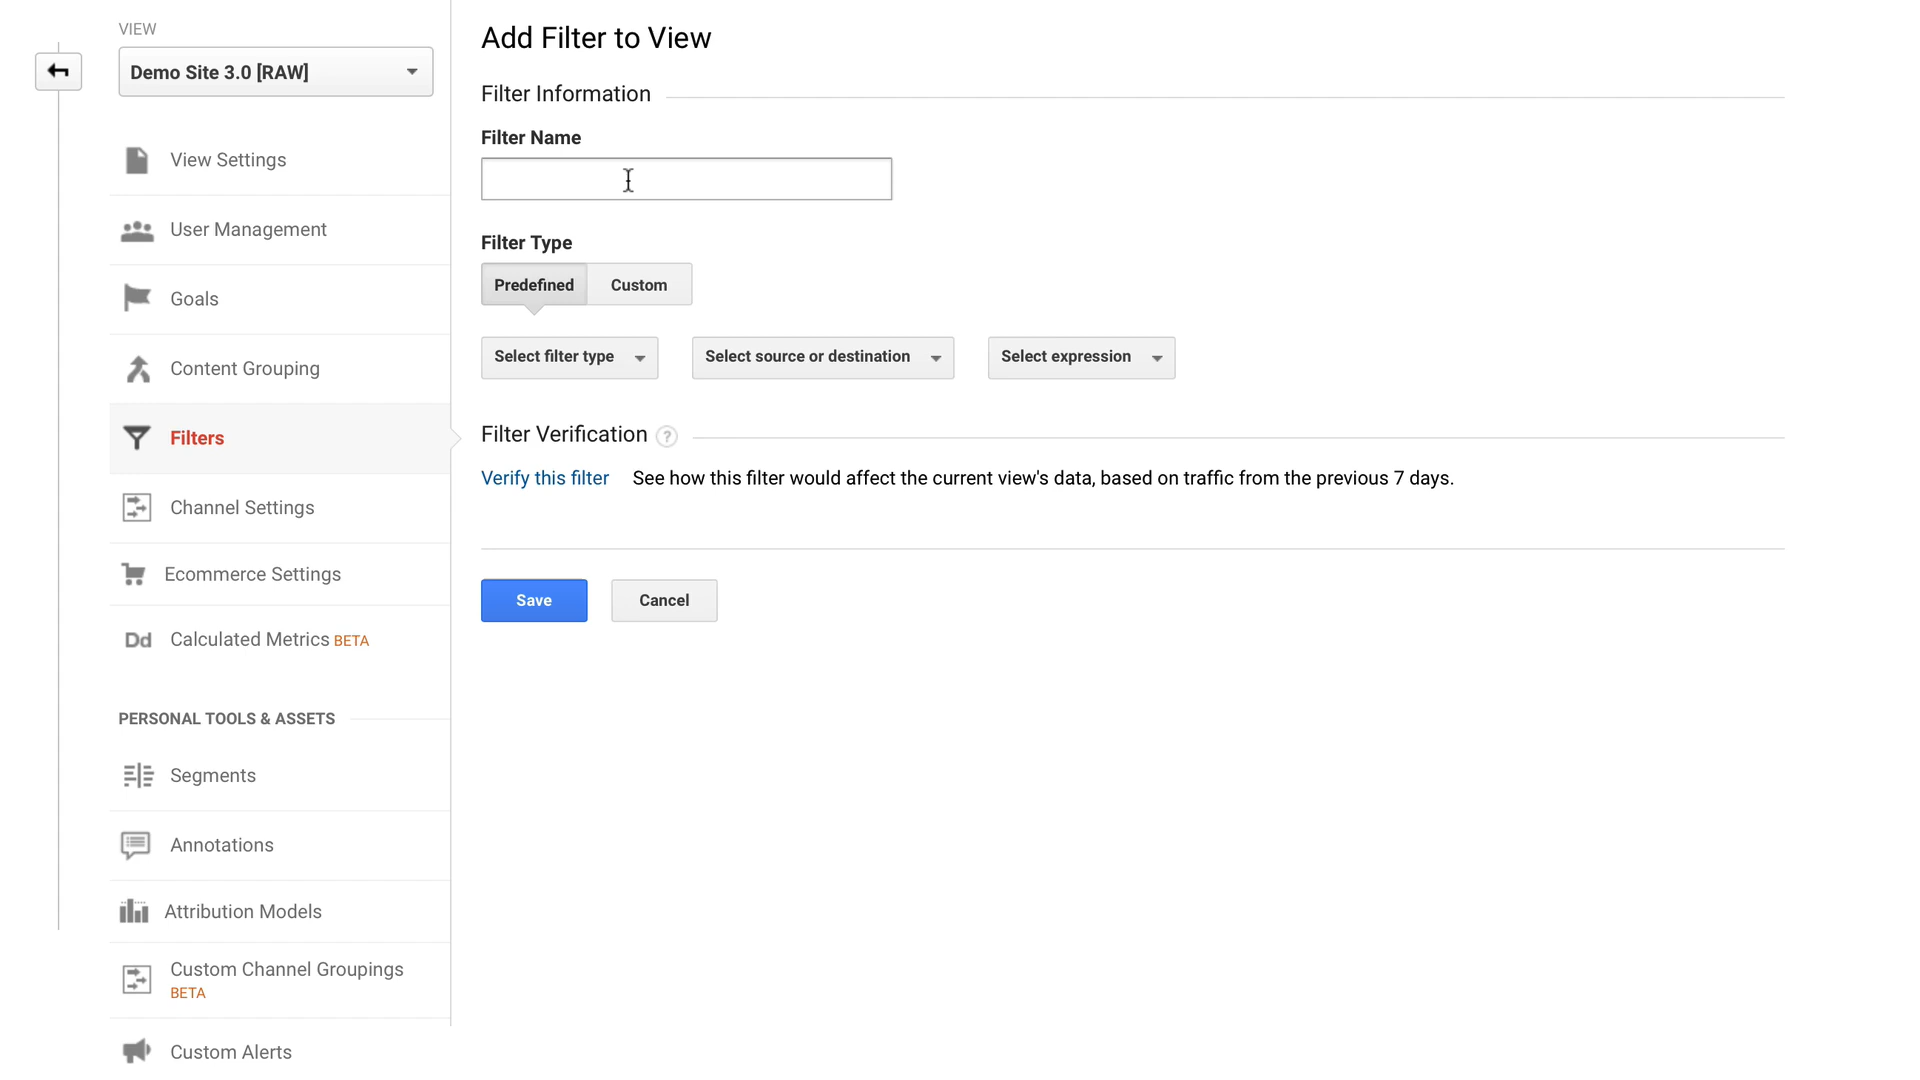 VIEW
Demo Site 3.0 [RAW]
View Settings
User Management
Goals
Content Grouping
Filters
Channel Settings
Ecommerce Settings
Dd Calculated Metrics BETA
PERSONAL TOOLS & ASSETS
Segments
Annotations
Attribution Models
Custom Channel Groupings
BETA
Custom Alerts
Add Filter to View
Filter Information
Filter Name
Filter Type
Predefined Custom
Select filter type Select source or destination Select expression
Filter Verification ?
Verify this filter See how this filter would affect the current view's data, based on traffic from the previous 7 days.
Save Cancel